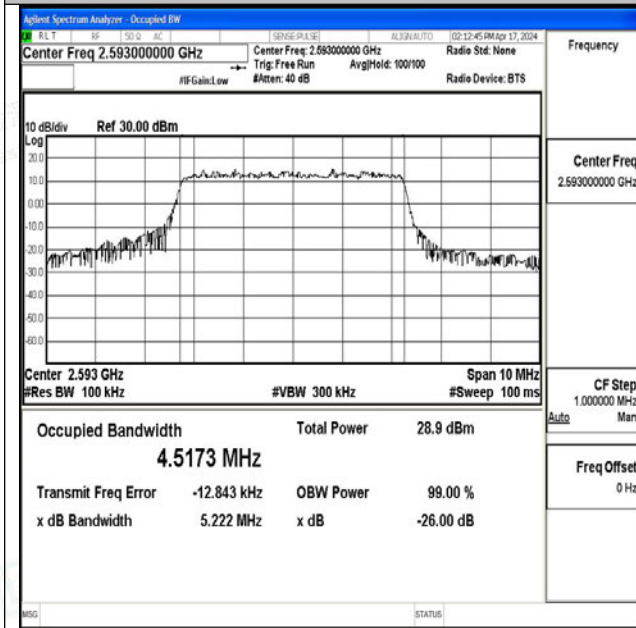 Agilent Spectrum Analyzer - Occupied BW
RLT RF 50 Ω AC SENSE:PULSE ALIGNAUTO 02:12:45 PM Apr 17, 2024
Center Freq 2.593000000 GHz
Center Freq: 2.593000000 GHz
Radio Std: None
Trig: Free Run Avg|Hold: 100/100
#IFGain:Low #Atten: 40 dB Radio Device: BTS
Frequency
10 dB/div Ref 30.00 dBm
Log
20.0
10.0
0.00
-10.0
-20.0
-30.0
-40.0
-50.0
-60.0
Center 2.593 GHz Span 10 MHz
#Res BW 100 kHz #VBW 300 kHz #Sweep 100 ms
Occupied Bandwidth Total Power 28.9 dBm
4.5173 MHz
Transmit Freq Error -12.843 kHz OBW Power 99.00 %
x dB Bandwidth 5.222 MHz x dB -26.00 dB
Center Freq
2.593000000 GHz
CF Step
1.000000 MHz
Auto Man
Freq Offset
0 Hz
MSG STATUS